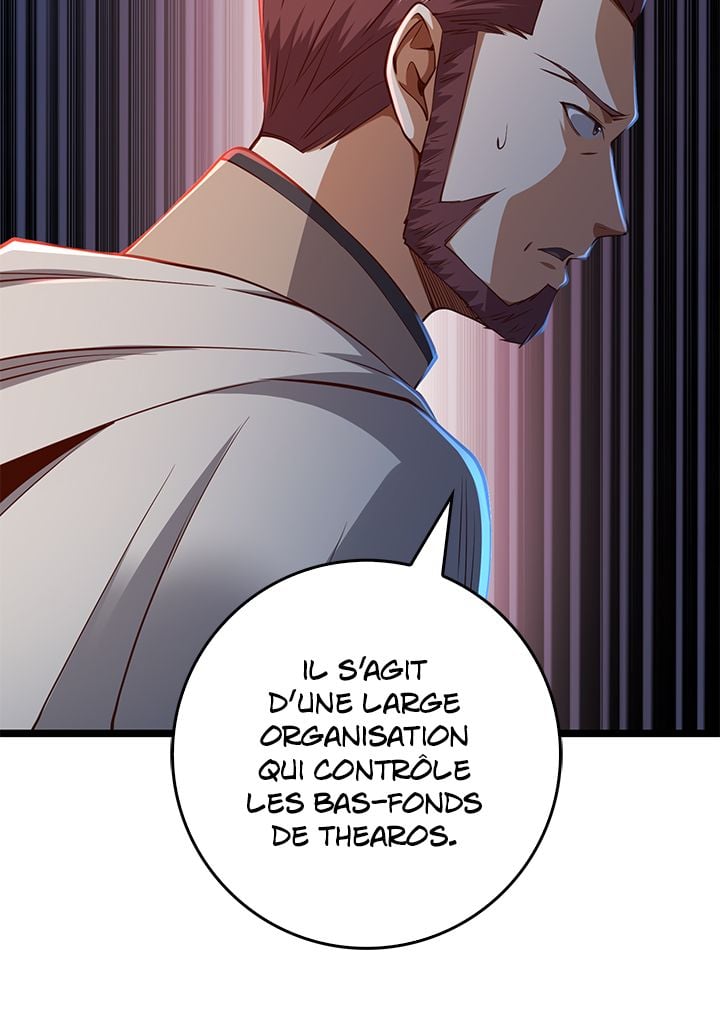 IL S'AGIT
D'UNE LARGE
ORGANISATION
QUI CONTRÔLE
LES BAS-FONDS
DE THEAROS.